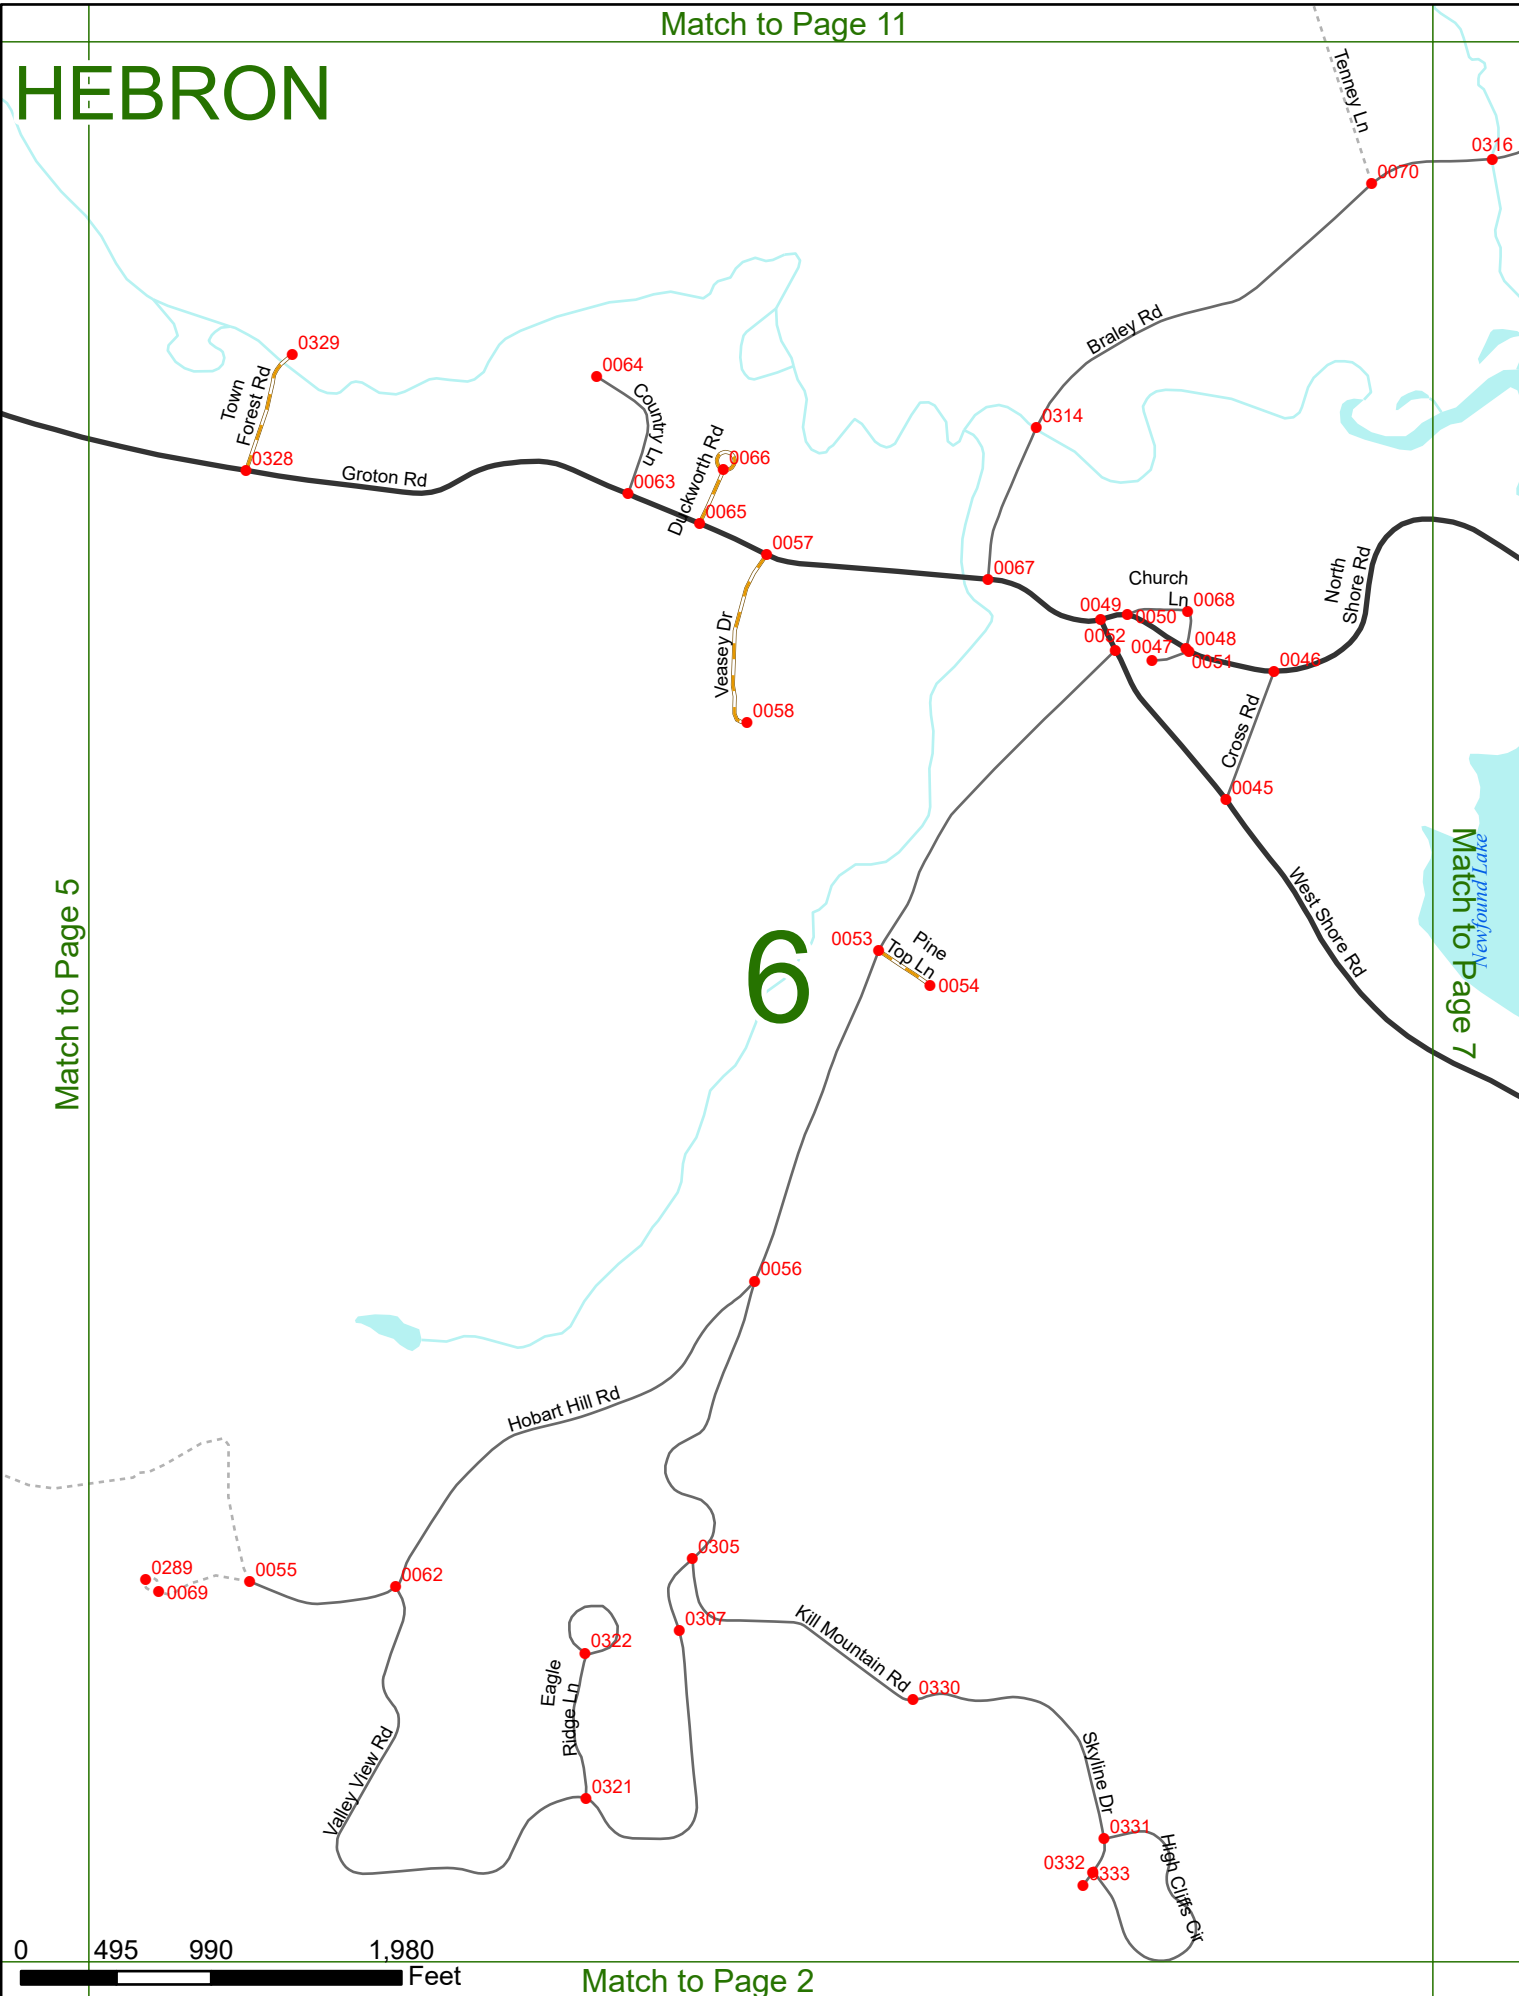 Match to Page 11
HEBRON
Tenney Ln
0316
0070
Braley Rd
0329
0064
Town
Forest Rd
Country Ln
0314
Duckworth Rd
0066
0328
Groton Rd
0063
0065
0057
0067
Church
Ln
0068
North
Shore Rd
0049
0050
0052
0047
0048
0051
0046
Veasey Dr
0058
Cross Rd
0045
Match to Page 5
Match to Page 7
Newfound Lake
West Shore Rd
6
0053
Pine
Top Ln
0054
0056
Hobart Hill Rd
0305
0289
0069
0055
0062
0307
Kill Mountain Rd
0322
Eagle
Ridge Ln
0330
Valley View Rd
Skyline Dr
0321
0331
High Cliffs Cir
0332
0333
0 495 990 1,980
Feet
Match to Page 2